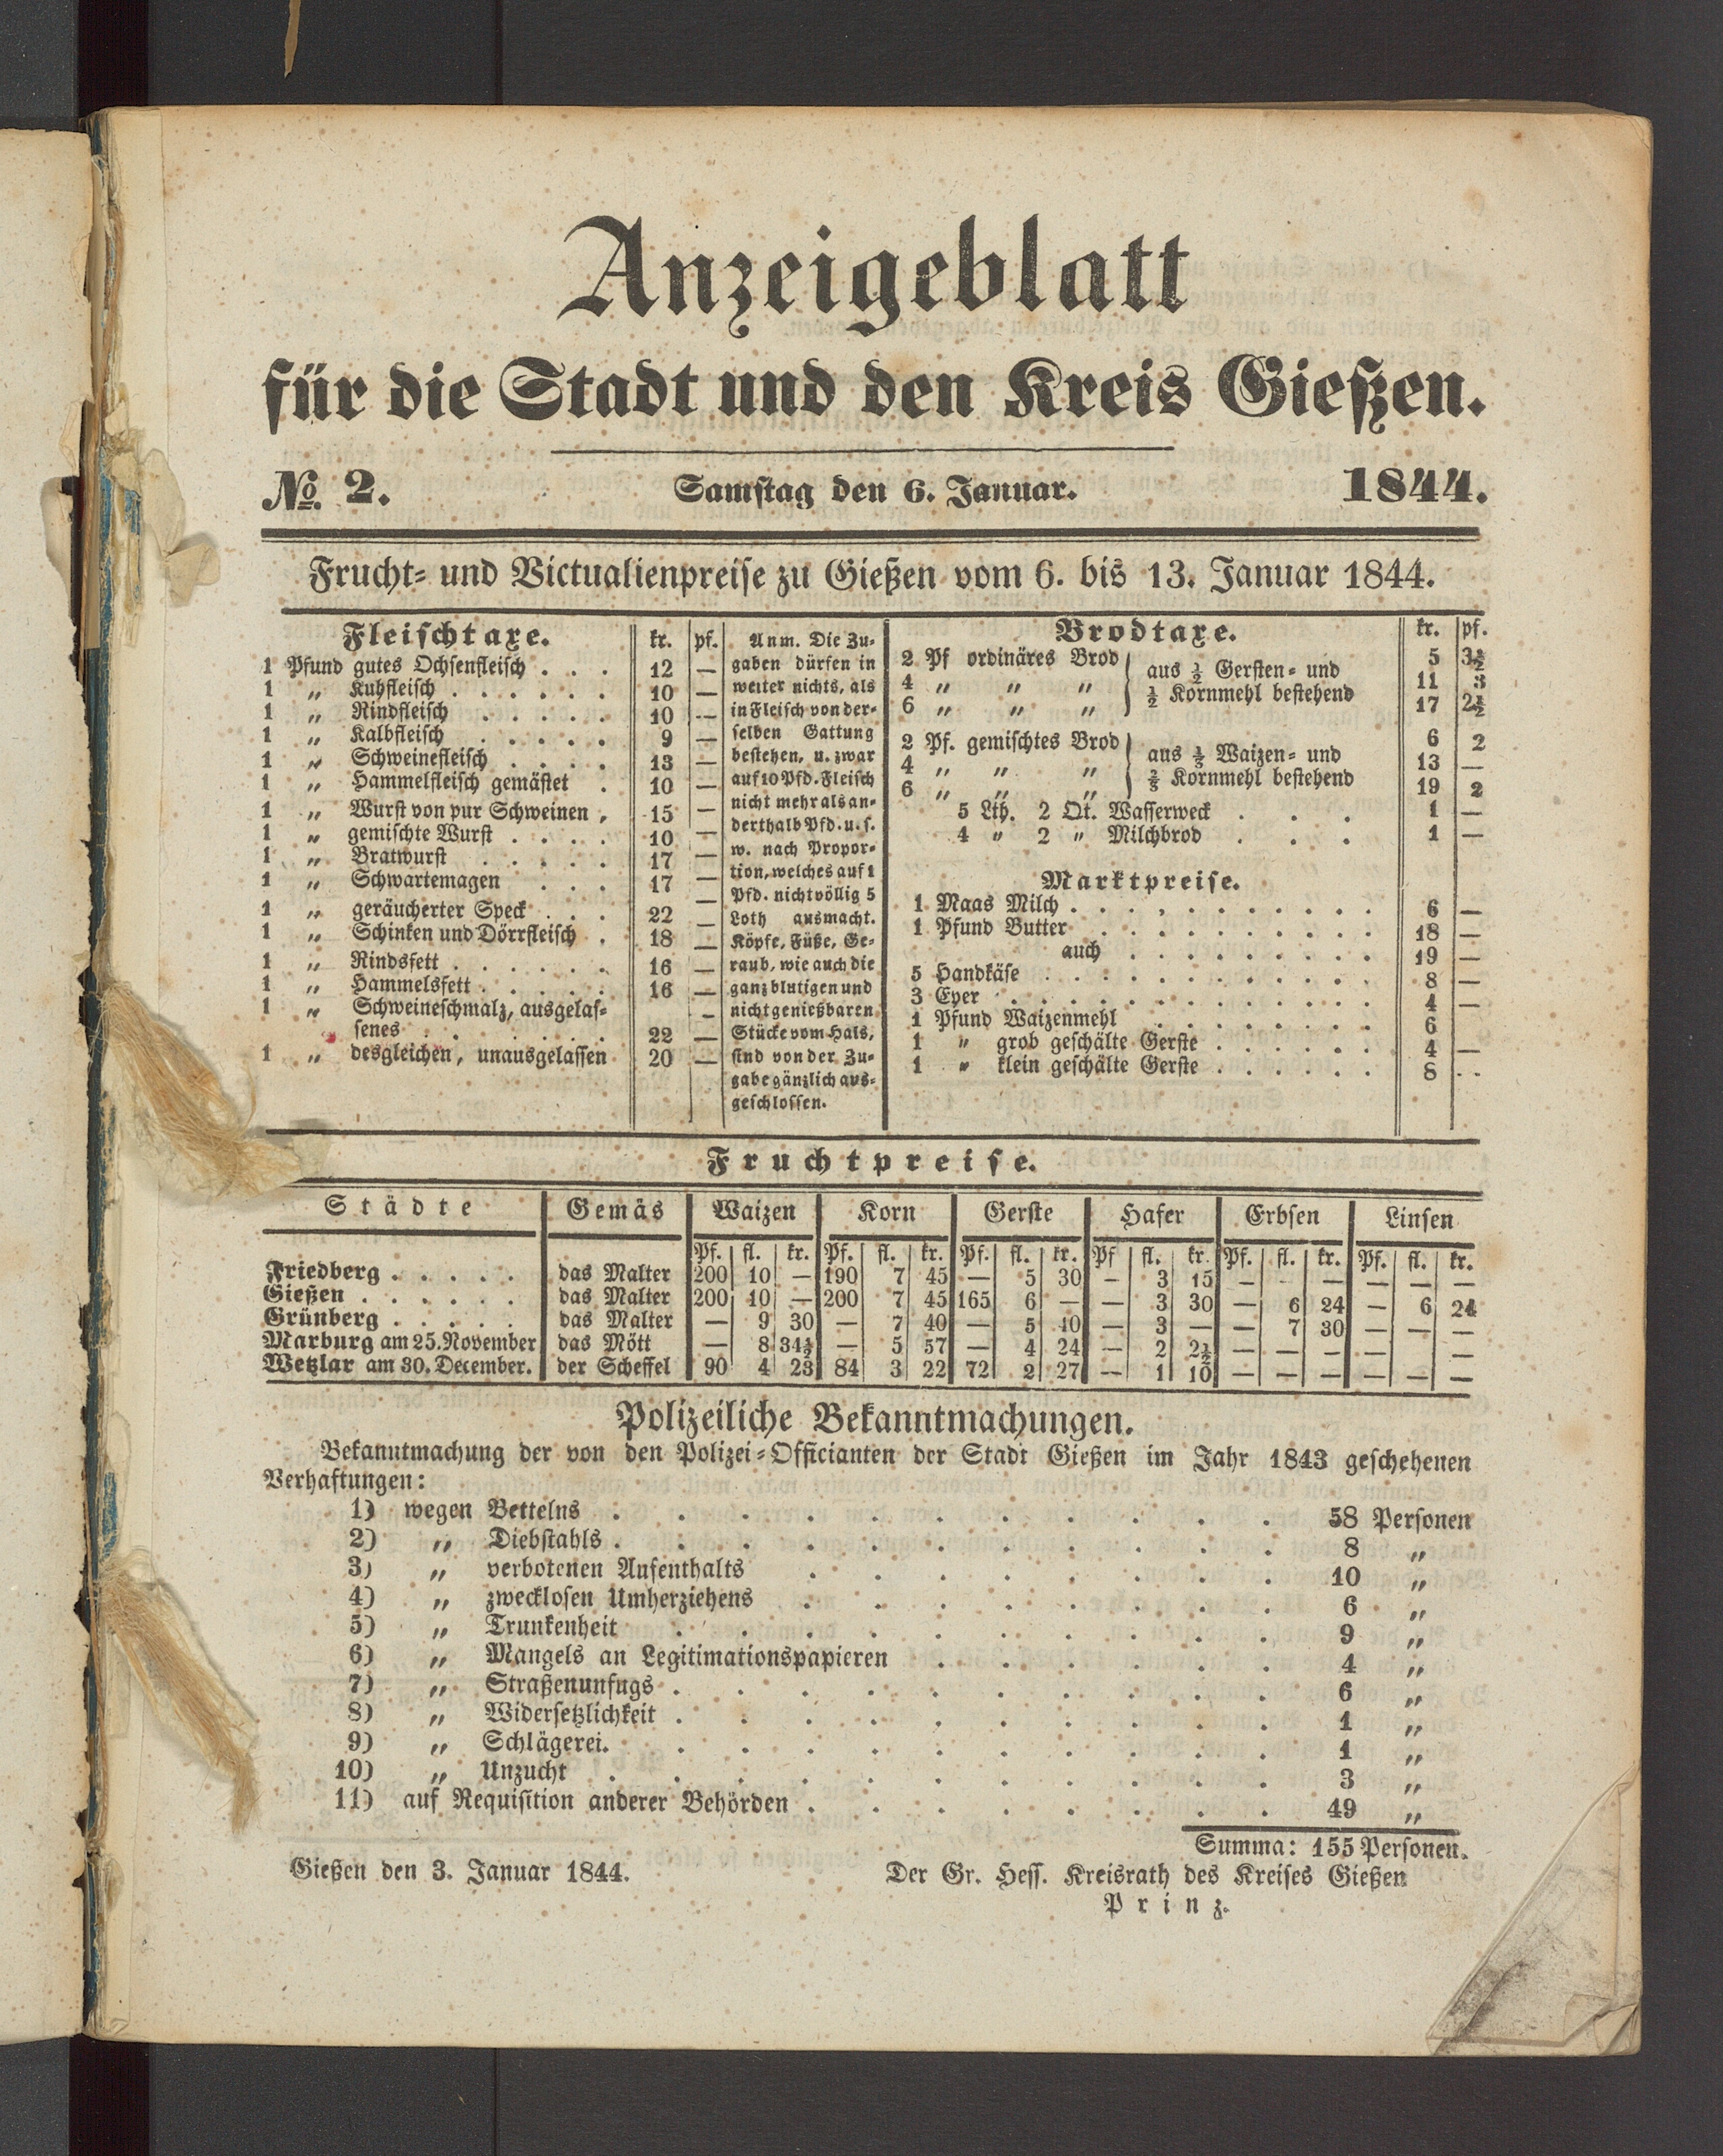 Anzeigeblatt
für die Stadt und den Kreis Gießen.
No. 2. Samstag den 6. Januar. 1844.
Frucht- und Victualienpreise zu Gießen vom 6. bis 13. Januar 1844.
Fleischtaxe. kr. pf.
1 Pfund gutes Ochsenfleisch . . . 12 —
1 „ Kuhfleisch . . . . . . 10 —
1 „ Rindfleisch . . . . . 10 —
1 „ Kalbfleisch . . . . . 9 —
1 „ Schweinefleisch . . . . 13 —
1 „ Hammelfleisch gemästet . 10 —
1 „ Wurst von pur Schweinen . 15 —
1 „ gemischte Wurst . . . . 10 —
1 „ Bratwurst . . . . . 17 —
1 „ Schwartemagen . . . 17 —
1 „ geräucherter Speck . . . 22 —
1 „ Schinken und Dörrfleisch . 18 —
1 „ Rindsfett . . . . . . 16 —
1 „ Hammelsfett . . . . . 16 —
1 „ Schweineschmalz, ausgelas-
senes . . . . . . 22 —
1 „ desgleichen, unausgelassen 20 —
Anm. Die Zu-
gaben dürfen in
weiter nichts, als
in Fleisch von der-
selben Gattung
bestehen, u. zwar
auf 10 Pfd. Fleisch
nicht mehr als an-
derthalb Pfd. u. s.
w. nach Propor-
tion, welches auf 1
Pfd. nicht völlig 5
Loth ausmacht.
Köpfe, Füße, Ge-
raub, wie auch die
ganz blutigen und
nicht genießbaren
Stücke vom Hals,
sind von der Zu-
gabe gänzlich aus-
geschlossen.
Brodtaxe. kr. pf.
2 Pf ordinäres Brod 5 3½
4 „ „ „ 11 3
6 „ „ „ 17 2½
aus ½ Gersten- und
½ Kornmehl bestehend
2 Pf. gemischtes Brod 6 2
4 „ „ „ 13 —
6 „ „ „ 19 2
aus ⅓ Waizen- und
⅔ Kornmehl bestehend
5 Lth. 2 Qt. Wasserweck . . . 1 —
4 „ 2 „ Milchbrod . . . 1 —
Marktpreise.
1 Maas Milch . . . . . . . . . . . 6 —
1 Pfund Butter . . . . . . . . . . 18 —
auch . . . . . . . . . 19 —
5 Handkäse . . . . . . . . . . . . 8 —
3 Eyer . . . . . . . . . . . . . 4 —
1 Pfund Waizenmehl . . . . . . . . 6
1 „ grob geschälte Gerste . . . . . . 4 —
1 „ klein geschälte Gerste . . . . . . 8 —
Fruchtpreise.
Städte Gemäs Waizen Korn Gerste Hafer Erbsen Linsen
Pf. fl. kr. Pf. fl. kr. Pf. fl. kr. Pf fl. kr. Pf. fl. kr. Pf. fl. kr.
Friedberg . . . . . das Malter 200 10 — 190 7 45 — 5 30 — 3 15 — — — — — —
Gießen . . . . . . das Malter 200 10 — 200 7 45 165 6 — — 3 30 — 6 24 — 6 24
Grünberg . . . . . das Malter — 9 30 — 7 40 — 5 10 — 3 — — 7 30 — — —
Marburg am 25. November das Mött — 8 34½ — 5 57 — 4 24 — 2 2½ — — — — —
Wetzlar am 30. December. der Scheffel 90 4 23 84 3 22 72 2 27 — 1 10 — — — — — —
Polizeiliche Bekanntmachungen.
Bekanntmachung der von den Polizei-Officianten der Stadt Gießen im Jahr 1843 geschehenen
Verhaftungen:
1) wegen Bettelns . . . . . . . . . . . 58 Personen
2) „ Diebstahls . . . . . . . . . . . 8 „
3) „ verbotenen Aufenthalts . . . . . . . . 10 „
4) „ zwecklosen Umherziehens . . . . . . . . 6 „
5) „ Trunkenheit . . . . . . . . . . 9 „
6) „ Mangels an Legitimationspapieren . . . . . . 4 „
7) „ Straßenunfugs . . . . . . . . . . 6 „
8) „ Widersetzlichkeit . . . . . . . . . . 1 „
9) „ Schlägerei. . . . . . . . . . . 1 „
10) „ Unzucht . . . . . . . . . . . 3 „
11) auf Requisition anderer Behörden . . . . . . . . 49 „
Summa: 155 Personen.
Gießen den 3. Januar 1844. Der Gr. Hess. Kreisrath des Kreises Gießen
Prinz.